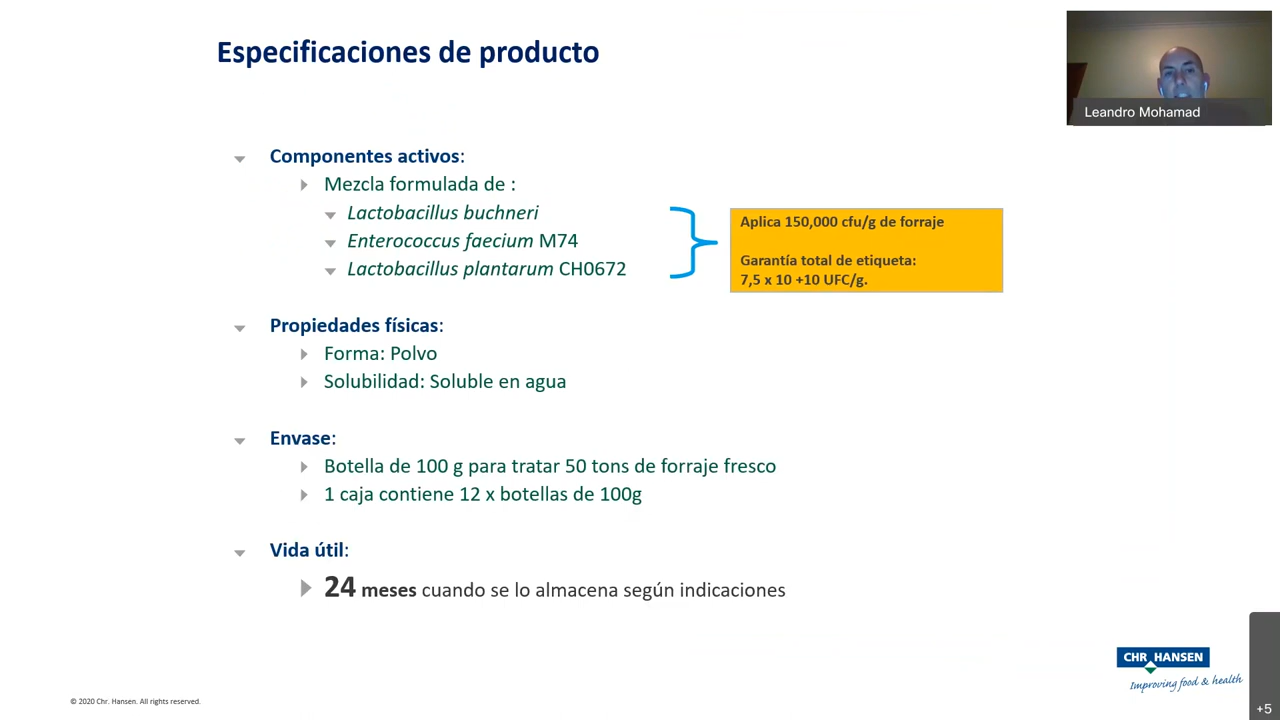 Especificaciones de producto
Leandro Mohamad
Componentes activos:
Mezcla formulada de :
Lactobacillus buchneri
Enterococcus faecium M74
Lactobacillus plantarum CH0672
Aplica 150,000 cfu/g de forraje
Garantía total de etiqueta:
7,5 x 10 +10 UFC/g.
Propiedades físicas:
Forma: Polvo
Solubilidad: Soluble en agua
Envase:
Botella de 100 g para tratar 50 tons de forraje fresco
1 caja contiene 12 x botellas de 100g
Vida útil:
24 meses cuando se lo almacena según indicaciones
CHR HANSEN
Improving food & health
© 2020 Chr. Hansen. All rights reserved.
+5